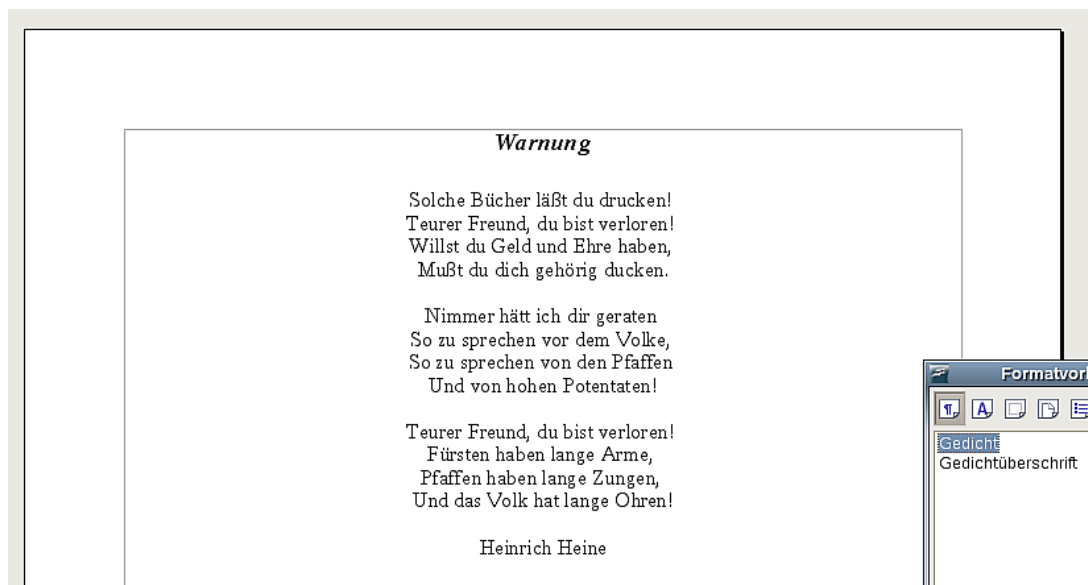 Warnung
Solche Bücher läßt du drucken!
Teurer Freund, du bist verloren!
Willst du Geld und Ehre haben,
Mußt du dich gehörig ducken.
Nimmer hätt ich dir geraten
So zu sprechen vor dem Volke,
So zu sprechen von den Pfaffen
Und von hohen Potentaten!
Teurer Freund, du bist verloren!
Fürsten haben lange Arme,
Pfaffen haben lange Zungen,
Und das Volk hat lange Ohren!
Heinrich Heine
Formatvorl
Gedicht
Gedichtüberschrift